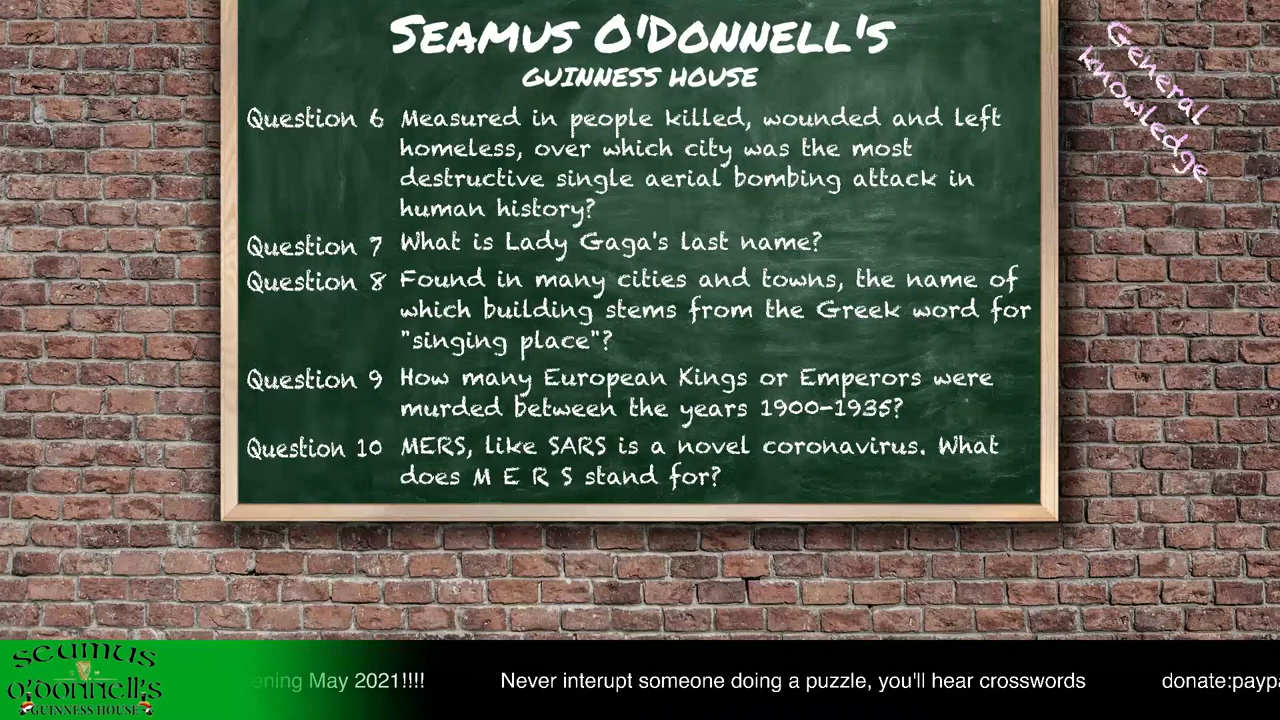 SEAMUS O'DONNELL'S
GUINNESS HOUSE
General
Knowledge
Question 6 Measured in people killed, wounded and left
homeless, over which city was the most
destructive single aerial bombing attack in
human history?
Question 7 What is Lady Gaga's last name?
Question 8 Found in many cities and towns, the name of
which building stems from the Greek word for
"singing place"?
Question 9 How many European Kings or Emperors were
murded between the years 1900-1935?
Question 10 MERS, like SARS is a novel coronavirus. What
does M E R S stand for?
seamus
o'donnell's
GUINNESS HOUSE
ening May 2021!!!! Never interupt someone doing a puzzle, you'll hear crosswords donate:paypa